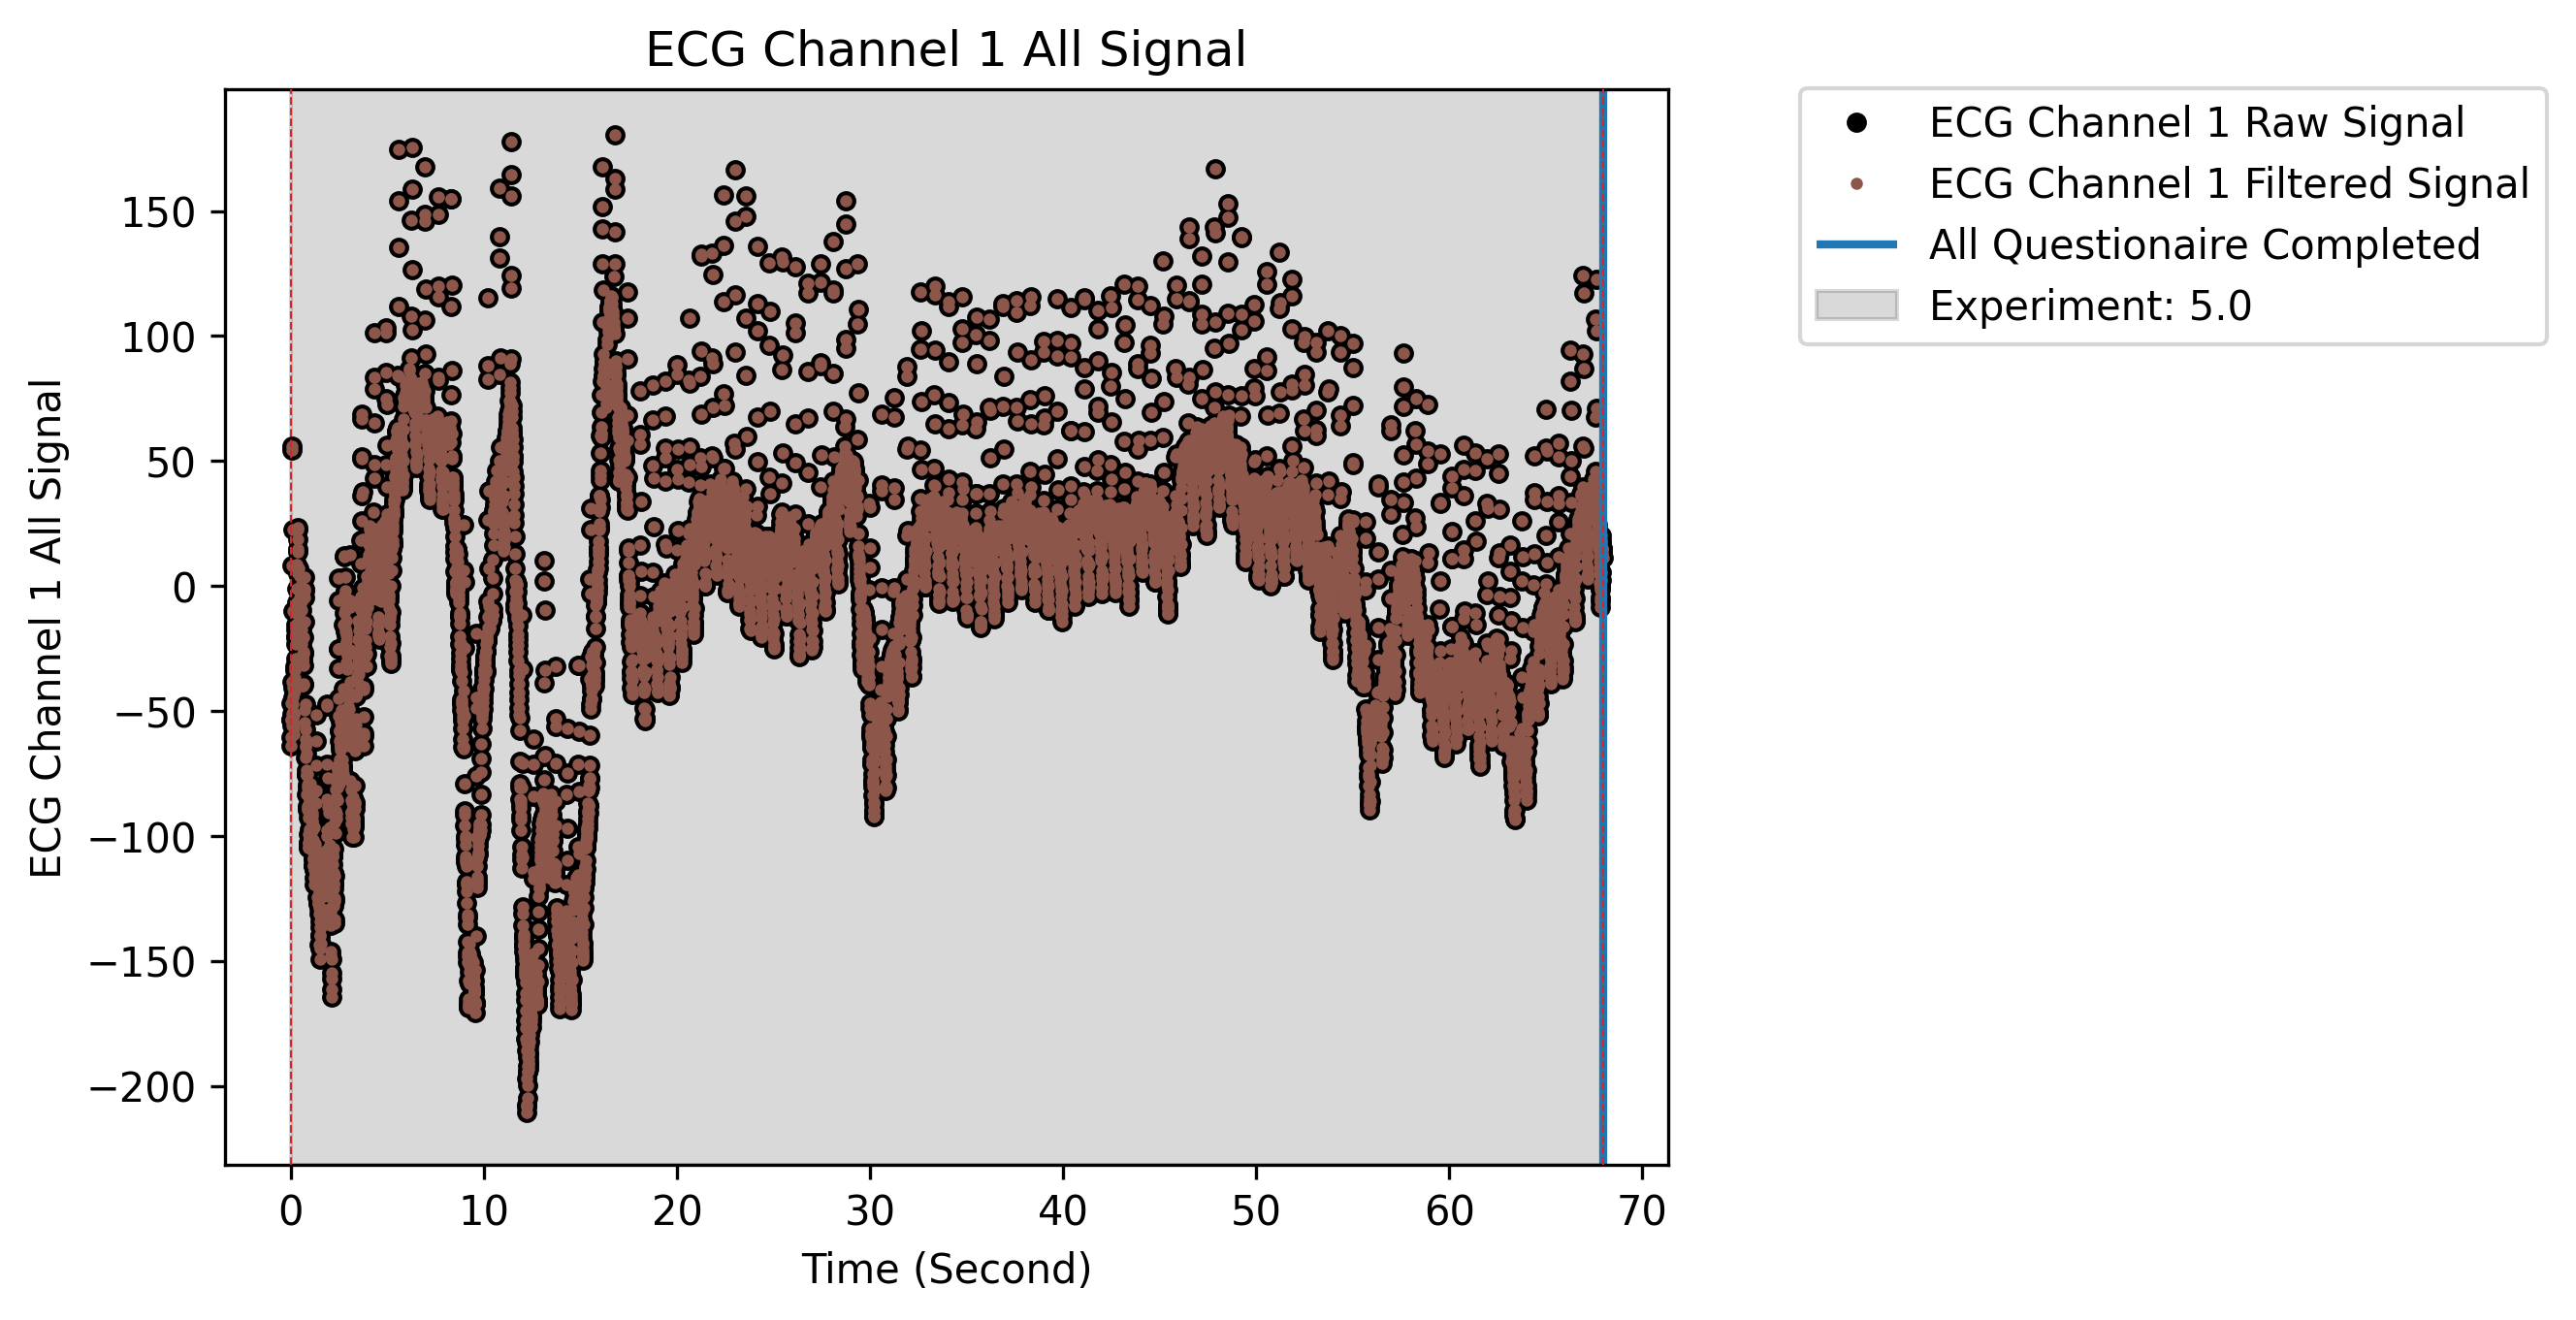 ECG Channel 1 All Signal
ECG Channel 1 Raw Signal
ECG Channel 1 Filtered Signal
All Questionaire Completed
Experiment: 5.0
ECG Channel 1 All Signal
150
100
50
0
−50
−100
−150
−200
0 10 20 30 40 50 60 70
Time (Second)